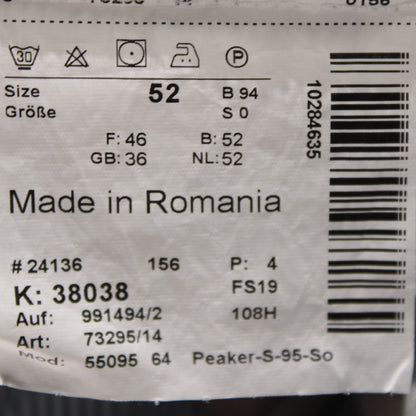 30 P
Size 52 B 94
Größe S 0
F: 46 B: 52
GB: 36 NL: 52
10284635
Made in Romania
# 24136 156 P: 4
K: 38038 FS19
Auf: 991494/2 108H
Art: 73295/14
Mod: 55095 64 Peaker-S-95-So